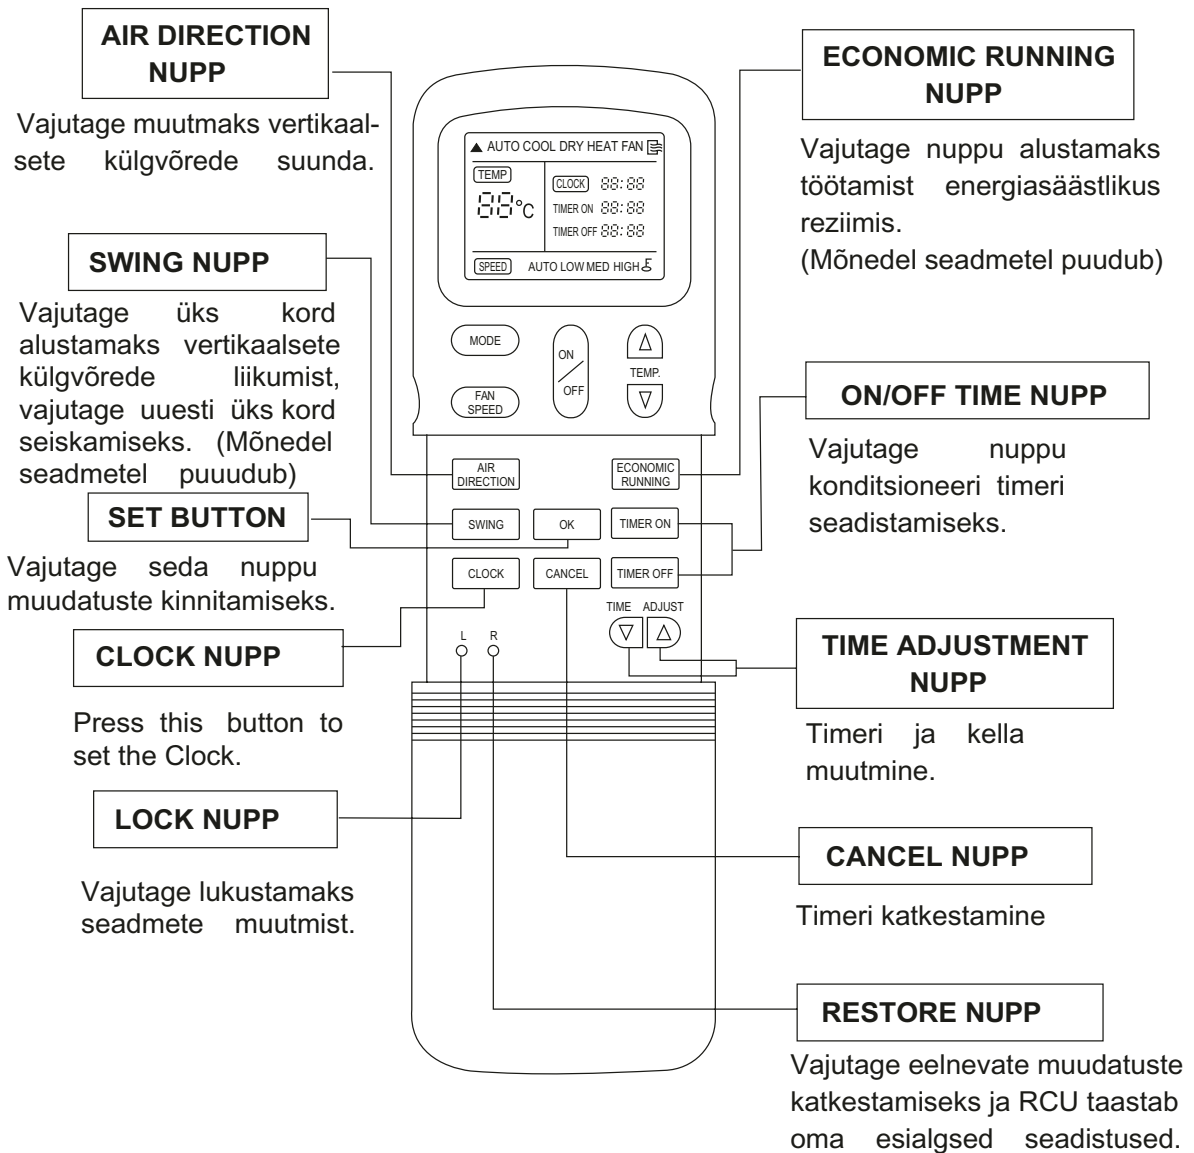 AIR DIRECTION
NUPP
Vajutage muutmaks vertikaal-
sete külgvõrede suunda.
SWING NUPP
Vajutage üks kord
alustamaks vertikaalsete
külgvõrede liikumist,
vajutage uuesti üks kord
seiskamiseks. (Mõnedel
seadmetel puuudub)
SET BUTTON
Vajutage seda nuppu
muudatuste kinnitamiseks.
CLOCK NUPP
Press this button to
set the Clock.
LOCK NUPP
Vajutage lukustamaks
seadmete muutmist.
▲ AUTO COOL DRY HEAT FAN
TEMP
88°C
CLOCK 88:88
TIMER ON 88:88
TIMER OFF 88:88
SPEED AUTO LOW MED HIGH
MODE
ON
OFF
TEMP.
FAN
SPEED
AIR
DIRECTION
ECONOMIC
RUNNING
SWING OK TIMER ON
CLOCK CANCEL TIMER OFF
TIME ADJUST
L R
ECONOMIC RUNNING
NUPP
Vajutage nuppu alustamaks
töötamist energiasäästlikus
reziimis.
(Mõnedel seadmetel puudub)
ON/OFF TIME NUPP
Vajutage nuppu
konditsioneeri timeri
seadistamiseks.
TIME ADJUSTMENT
NUPP
Timeri ja kella
muutmine.
CANCEL NUPP
Timeri katkestamine
RESTORE NUPP
Vajutage eelnevate muudatuste
katkestamiseks ja RCU taastab
oma esialgsed seadistused.